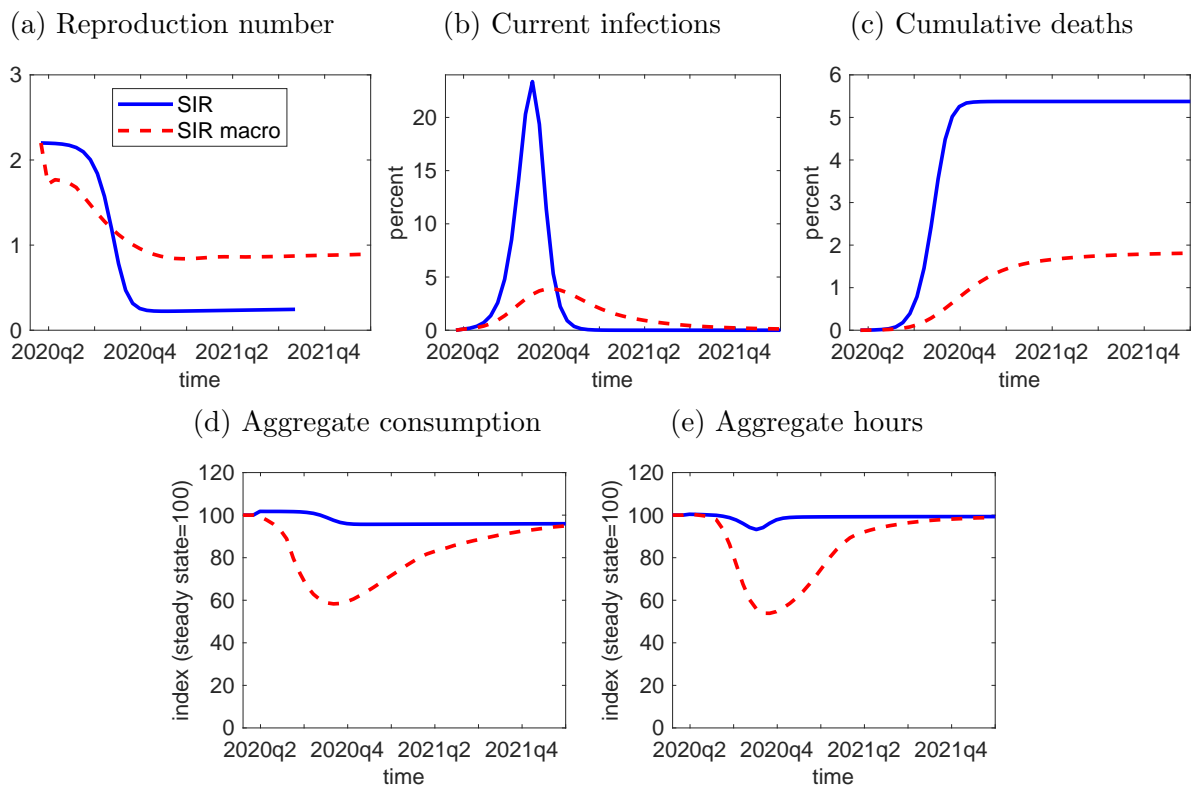 (a) Reproduction number
(b) Current infections
(c) Cumulative deaths
3
2
1
0
SIR
SIR macro
2020q2 2020q4 2021q2 2021q4
time
percent
20
15
10
5
0
2020q2 2020q4 2021q2 2021q4
time
percent
6
5
4
3
2
1
0
2020q2 2020q4 2021q2 2021q4
time
(d) Aggregate consumption
(e) Aggregate hours
index (steady state=100)
120
100
80
60
40
20
0
2020q2 2020q4 2021q2 2021q4
time
index (steady state=100)
120
100
80
60
40
20
0
2020q2 2020q4 2021q2 2021q4
time